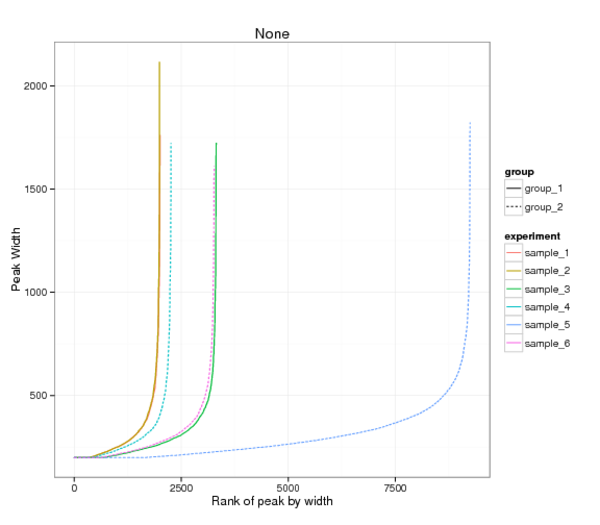 None
2000
1500
1000
500
Peak Width
0 2500 5000 7500
Rank of peak by width
group
group_1
group_2
experiment
sample_1
sample_2
sample_3
sample_4
sample_5
sample_6